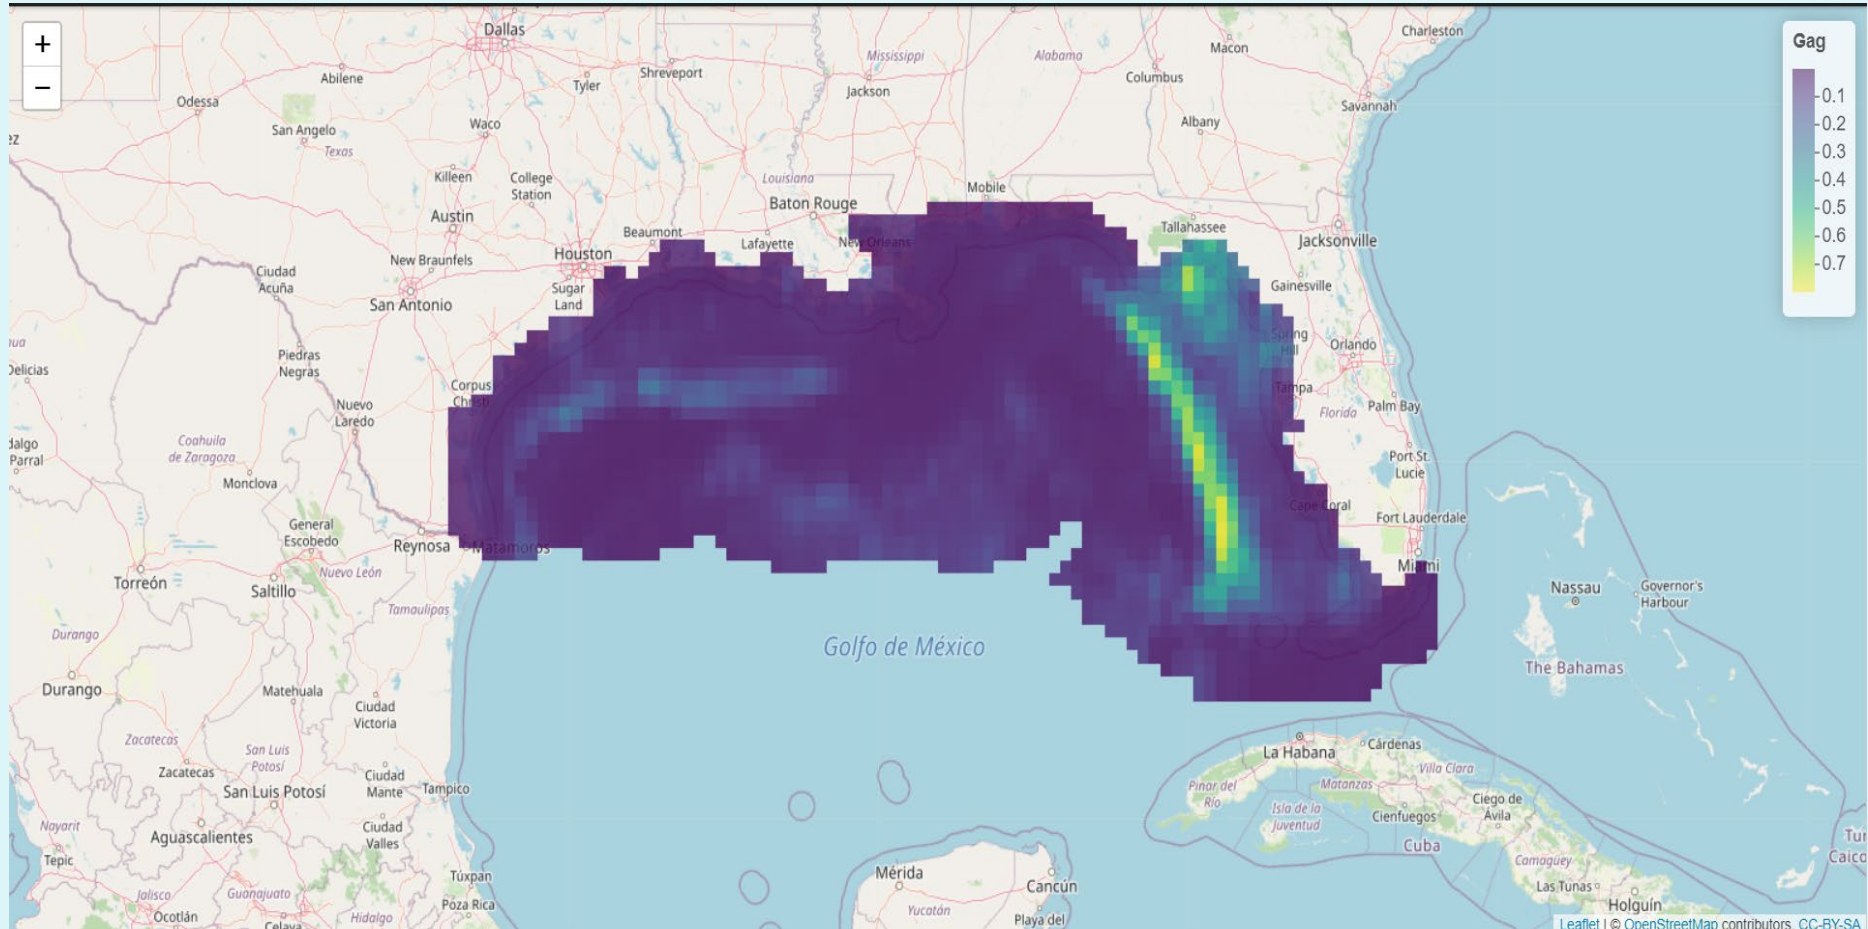 +
−
Gag
0.1
0.2
0.3
0.4
0.5
0.6
0.7
Dallas
Charleston
Macon
Mississippi
Alabama
Abilene
Shreveport
Tyler
Columbus
Jackson
Odessa
Savannah
San Angelo
Waco
Albany
Texas
Killeen
College
Station
Louisiana
Mobile
Baton Rouge
Austin
Tallahassee
Beaumont
Lafayette
New Orleans
Jacksonville
Houston
New Braunfels
Ciudad
Acuña
San Antonio
Sugar
Land
Gainesville
Spring
Hill
Orlando
Piedras
Negras
Delicias
Corpus
Christi
Tampa
Nuevo
Laredo
Florida
Palm Bay
Coahuila
de Zaragoza
dalgo
Parral
Port St.
Lucie
Monclova
Cape Coral
General
Escobedo
Fort Lauderdale
Reynosa
Matamoros
Miami
Torreón
Saltillo
Nuevo León
Nassau
Governor's
Harbour
Tamaulipas
Durango
Golfo de México
The Bahamas
Durango
Matehuala
Ciudad
Victoria
Zacatecas
San Luis
Potosí
La Habana
Cárdenas
Villa Clara
Zacatecas
San Luis Potosí
Ciudad
Mante
Tampico
Pinar del
Río
Matanzas
Isla de la
Juventud
Cienfuegos
Ciego de
Ávila
Nayarit
Aguascalientes
Ciudad
Valles
Cuba
Tur
Caico
Tepic
Mérida
Cancún
Camagüey
Túxpan
Las Tunas
Jalisco
Guanajuato
Poza Rica
Yucatán
Holguín
Ocotlán
Hidalgo
Playa del
Celaya
Leaflet | © OpenStreetMap contributors, CC-BY-SA